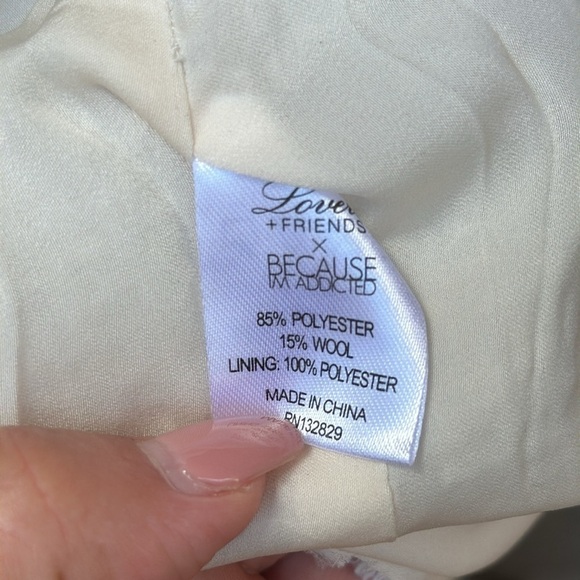 Lovers
+ FRIENDS
X
BECAUSE
IM ADDICTED
85% POLYESTER
15% WOOL
LINING: 100% POLYESTER
MADE IN CHINA
RN132829